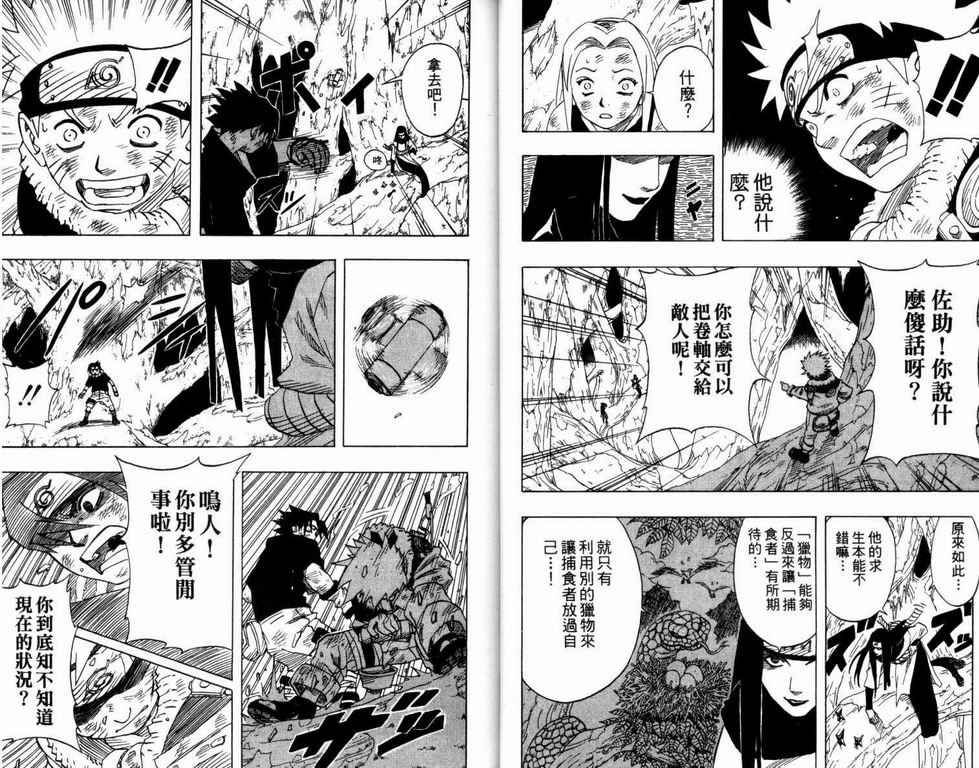 他說什
麼？
!!
什麼？
佐助！你說什
麼傻話呀？
你怎麼可以
把卷軸交給
敵人呢！
原來如此…
他的求
生本能不
錯嘛…
「獵物」能夠
反過來讓「捕
食者」有所期
待的…
就只有
利用別的獵物來
讓捕食者放過自
己…！
拿去吧！
ポイ
咚
!!
パン
!!
鳴人！
你別多管閒
事啦！
你到底知不知道
現在的狀況？
ザッ